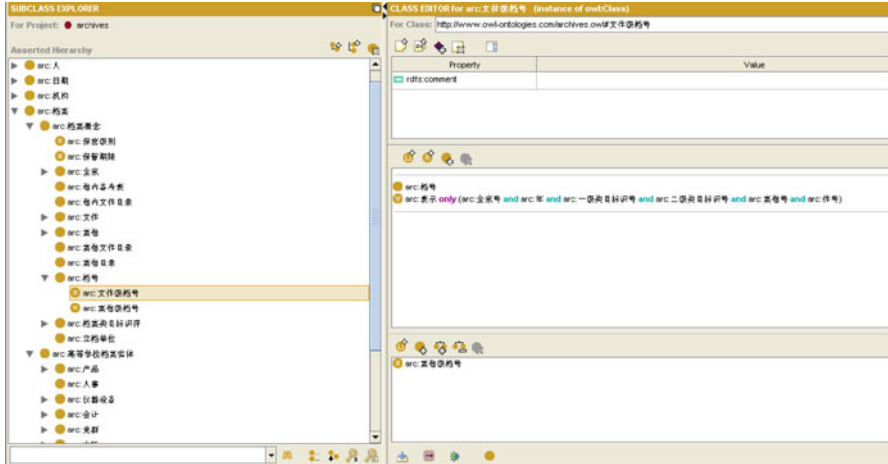 SUBCLASS EXPLORER
For Project: archives
Asserted Hierarchy
arc:人
arc:日期
arc:机构
arc:档案
arc:档案概念
arc:保密级别
arc:保管期限
arc:全宗
arc:卷内备考表
arc:卷内文件目录
arc:文件
arc:案卷
arc:案卷文件目录
arc:案卷目录
arc:档号
arc:文件级档号
arc:案卷级档号
arc:档案类目标识符
arc:立档单位
arc:高等学校档案实体
arc:产品
arc:人事
arc:仪器设备
arc:会计
arc:党群
CLASS EDITOR for arc:文件级档号 (instance of owl:Class)
For Class: http://www.owl-ontologies.com/archives.owl#文件级档号
Property Value
rdfs:comment
arc:档号
arc:表示 only (arc:全宗号 and arc:年 and arc:一级类目标识号 and arc:二级类目标识号 and arc:案卷号 and arc:件号)
arc:案卷级档号